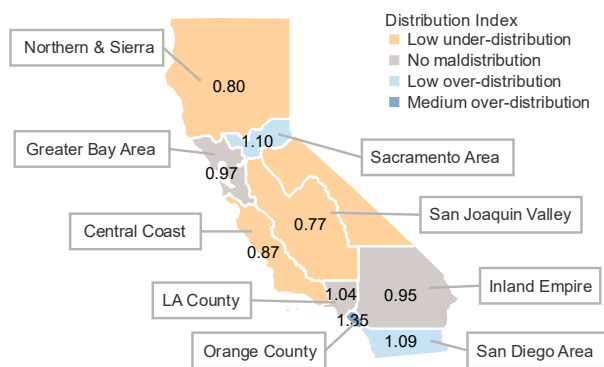 Distribution Index
Low under-distribution
No maldistribution
Low over-distribution
Medium over-distribution
Northern & Sierra
0.80
1.10
Greater Bay Area
Sacramento Area
0.97
San Joaquin Valley
0.77
Central Coast
0.87
Inland Empire
LA County
1.04
0.95
1.35
Orange County
1.09
San Diego Area